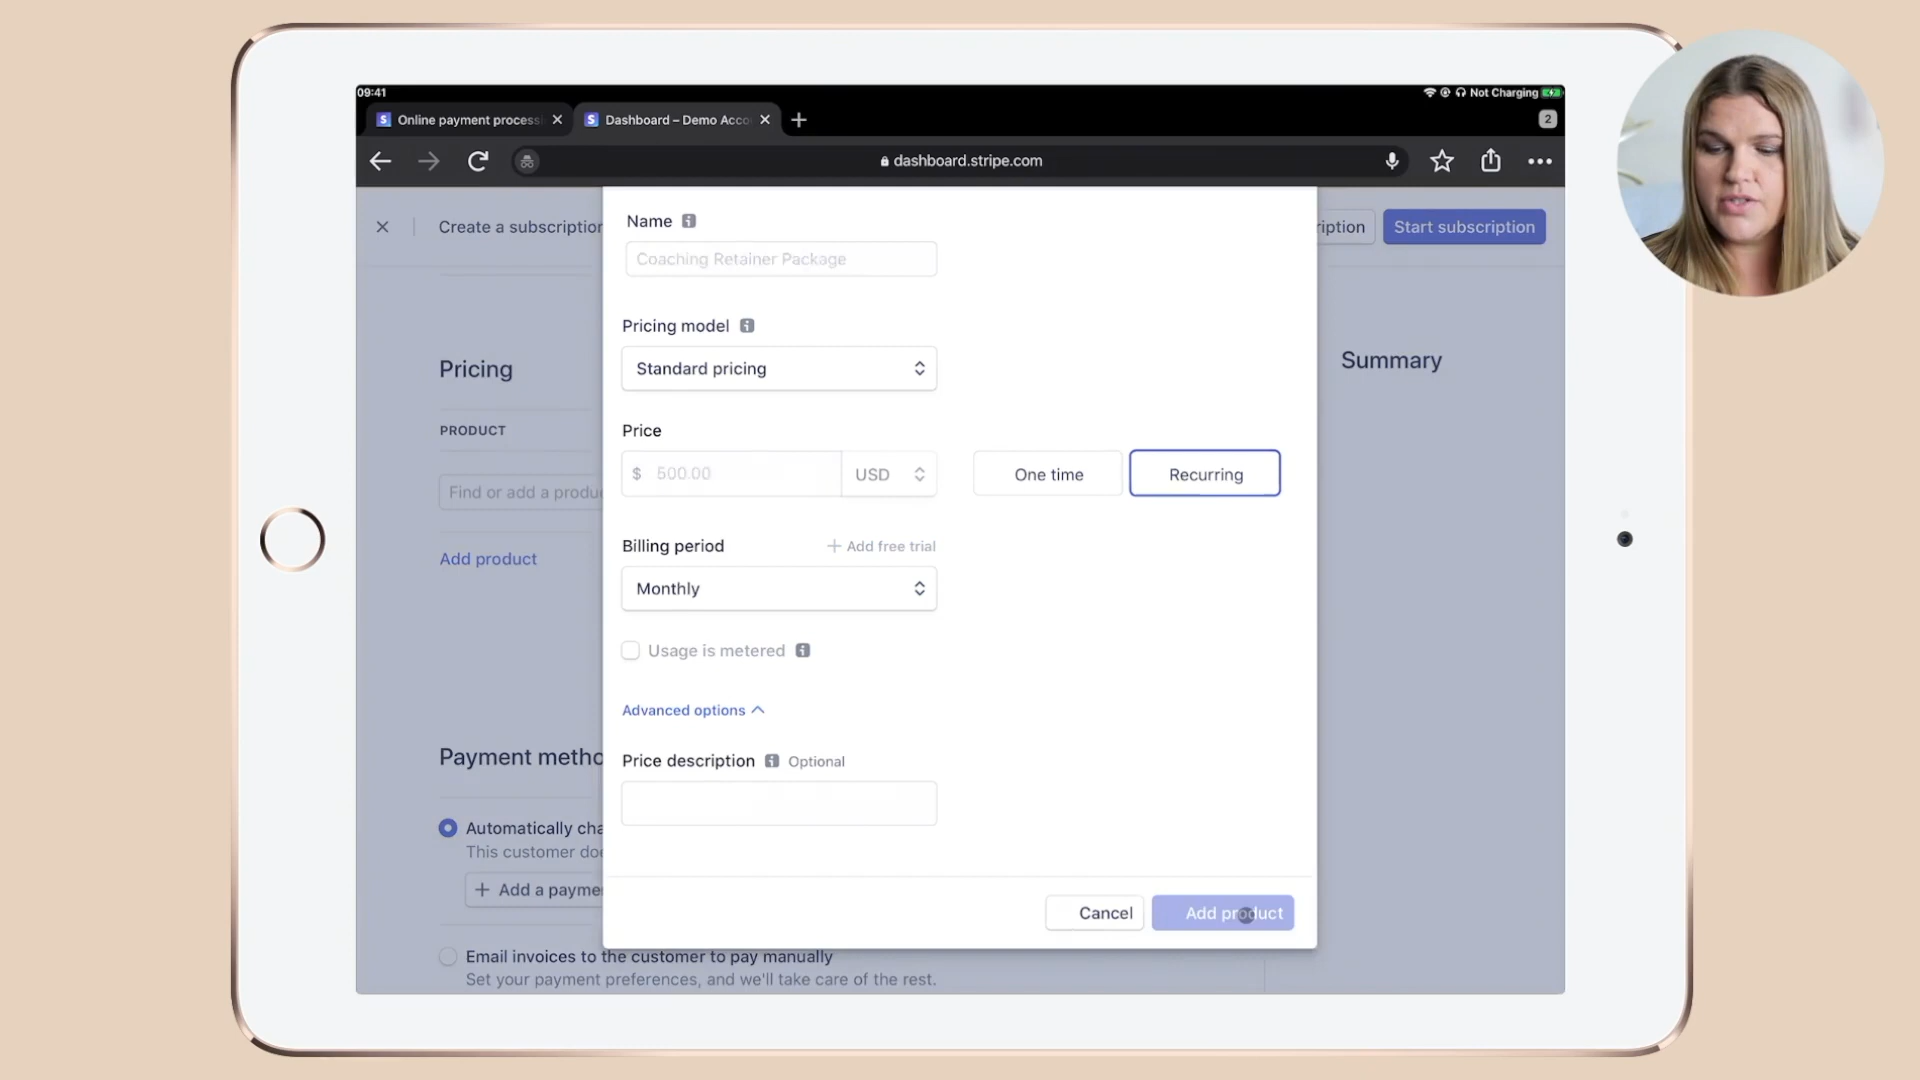 09:41
Not Charging
Online payment process
Dashboard – Demo Acco
2
dashboard.stripe.com
Create a subscription
ription
Start subscription
Name
Coaching Retainer Package
Pricing model
Standard pricing
Pricing
Summary
PRODUCT
Price
$ 500.00
USD
One time
Recurring
Find or add a produ
Billing period
Add free trial
Add product
Monthly
Usage is metered
Advanced options
Payment metho
Price description
Optional
Automatically cha
This customer doe
Add a payme
Cancel
Add product
Email invoices to the customer to pay manually
Set your payment preferences, and we'll take care of the rest.